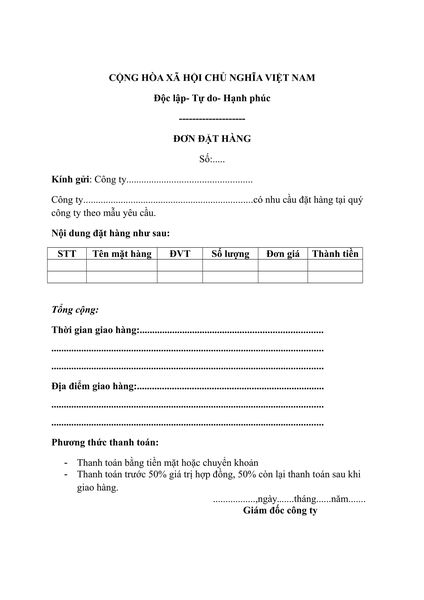 CỘNG HÒA XÃ HỘI CHỦ NGHĨA VIỆT NAM
Độc lập- Tự do- Hạnh phúc
--------------------
ĐƠN ĐẶT HÀNG
Số:.....
Kính gửi: Công ty...................................................
Công ty.....................................................................có nhu cầu đặt hàng tại quý
công ty theo mẫu yêu cầu.
Nội dung đặt hàng như sau:
STT Tên mặt hàng ĐVT Số lượng Đơn giá Thành tiền
Tổng cộng:
Thời gian giao hàng:..........................................................................
..............................................................................................................
..............................................................................................................
Địa điểm giao hàng:...........................................................................
..............................................................................................................
..............................................................................................................
Phương thức thanh toán:
- Thanh toán bằng tiền mặt hoặc chuyển khoản
- Thanh toán trước 50% giá trị hợp đồng, 50% còn lại thanh toán sau khi
giao hàng.
.................,ngày.......tháng......năm.......
Giám đốc công ty